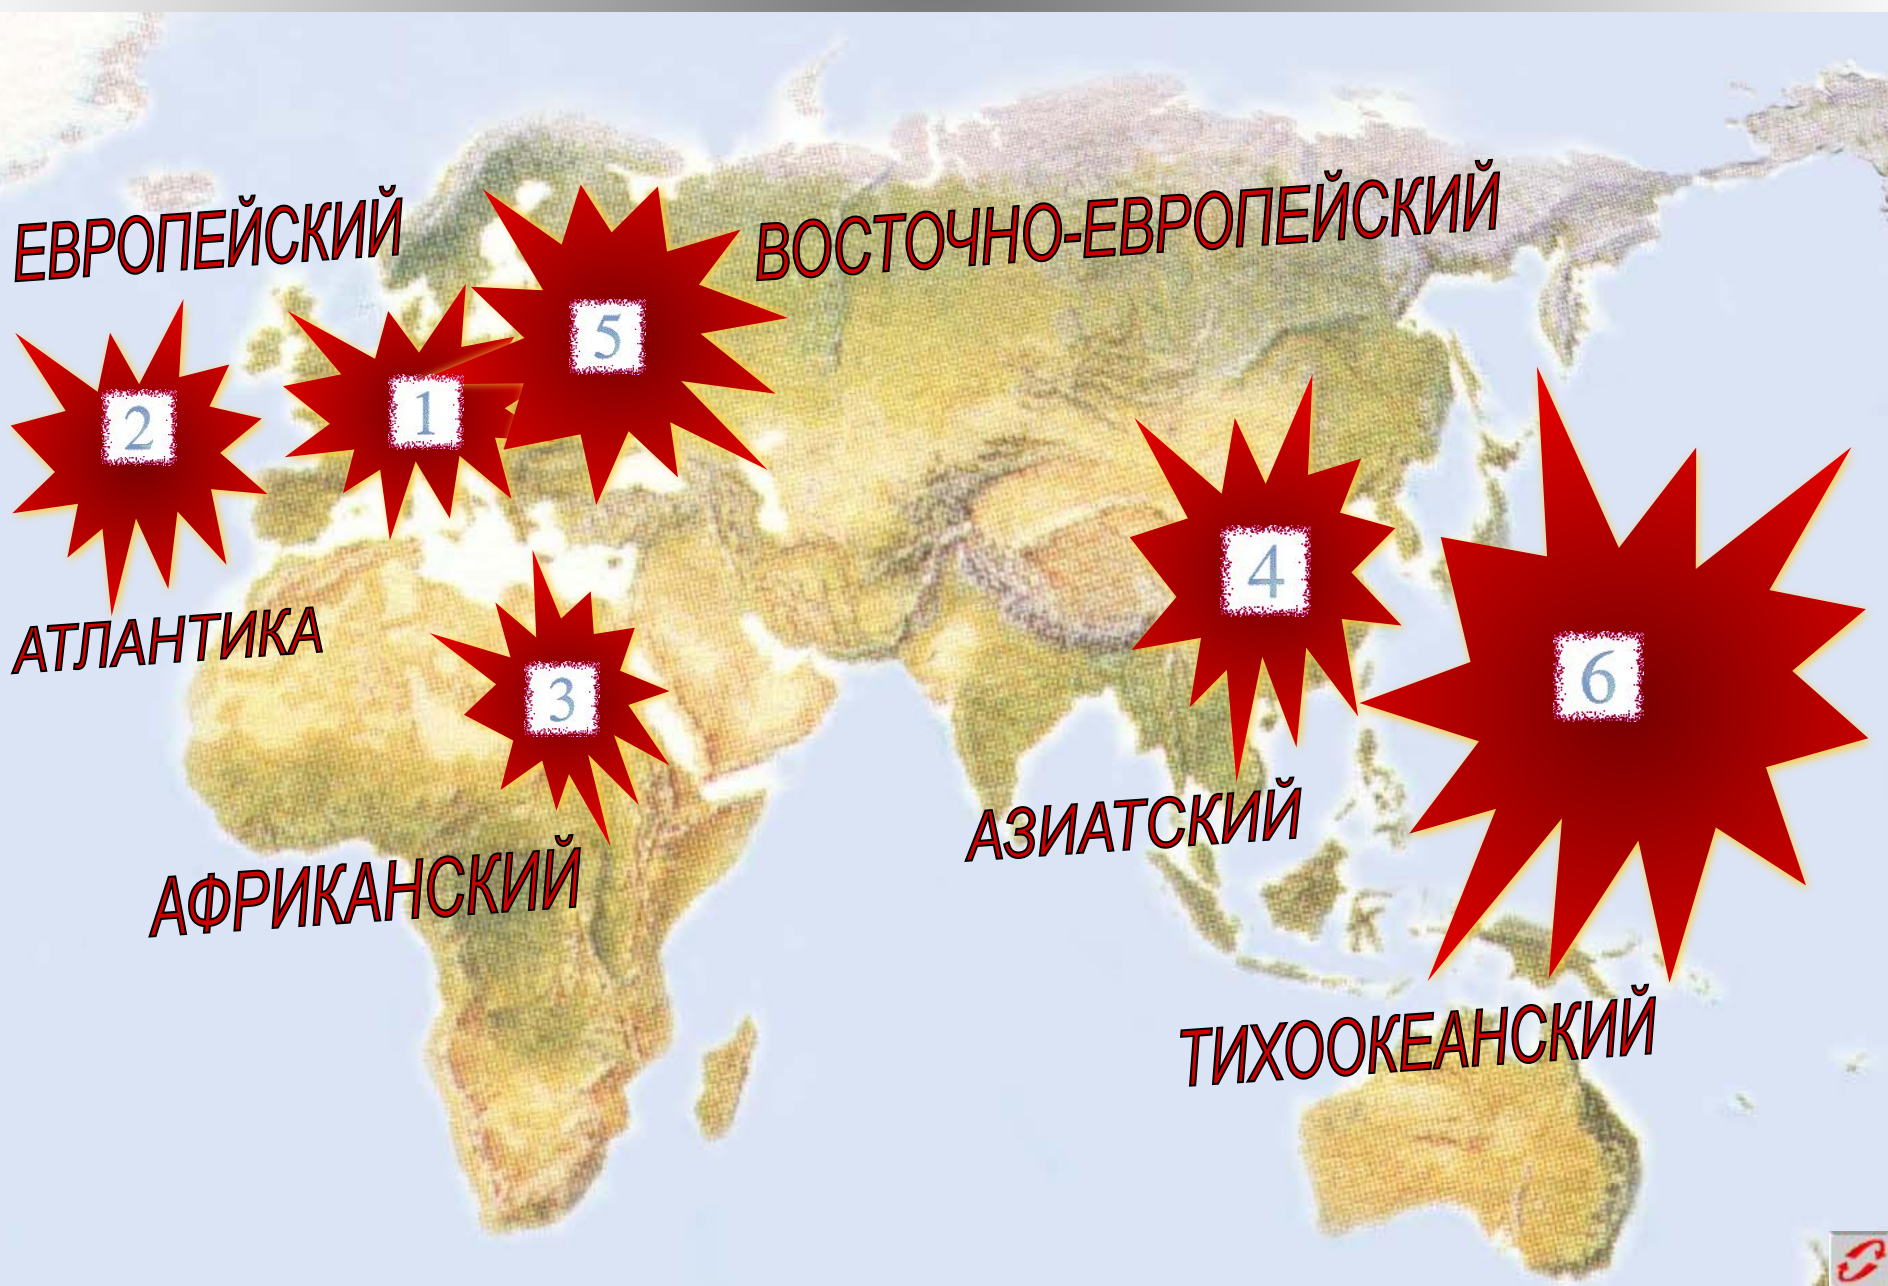 ЕВРОПЕЙСКИЙ
ВОСТОЧНО-ЕВРОПЕЙСКИЙ
5
2
1
4
АТЛАНТИКА
3
6
АФРИКАНСКИЙ
АЗИАТСКИЙ
ТИХООКЕАНСКИЙ